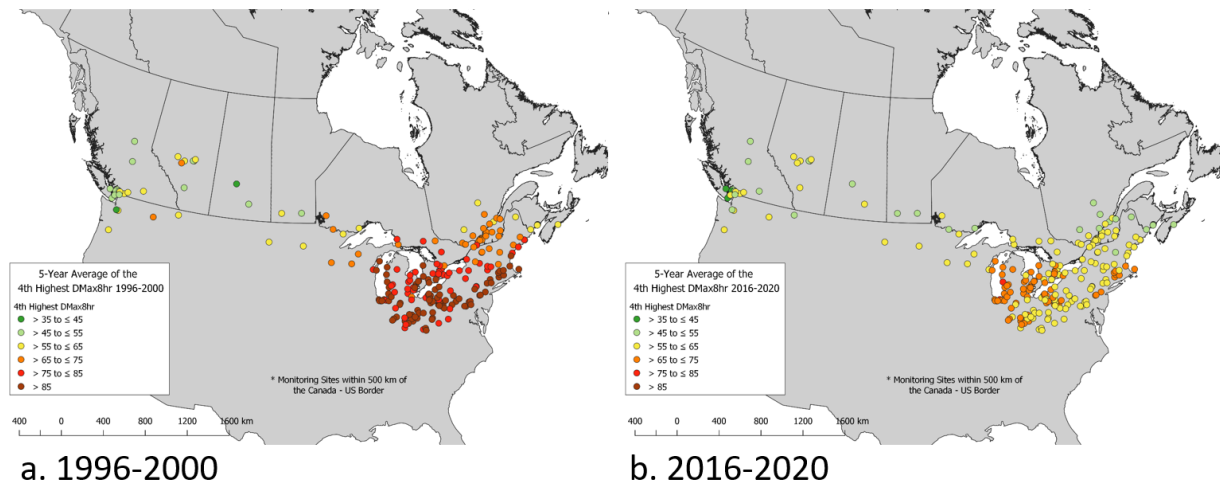 5-Year Average of the
4th Highest DMax8hr 1996-2000
4th Highest DMax8hr
> 35 to ≤ 45
> 45 to ≤ 55
> 55 to ≤ 65
> 65 to ≤ 75
> 75 to ≤ 85
> 85
* Monitoring Sites within 500 km of
the Canada - US Border
400 0 400 800 1200 1600 km
a. 1996-2000
5-Year Average of the
4th Highest DMax8hr 2016-2020
4th Highest DMax8hr
> 35 to ≤ 45
> 45 to ≤ 55
> 55 to ≤ 65
> 65 to ≤ 75
> 75 to ≤ 85
> 85
* Monitoring Sites within 500 km of
the Canada - US Border
400 0 400 800 1200 1600 km
b. 2016-2020